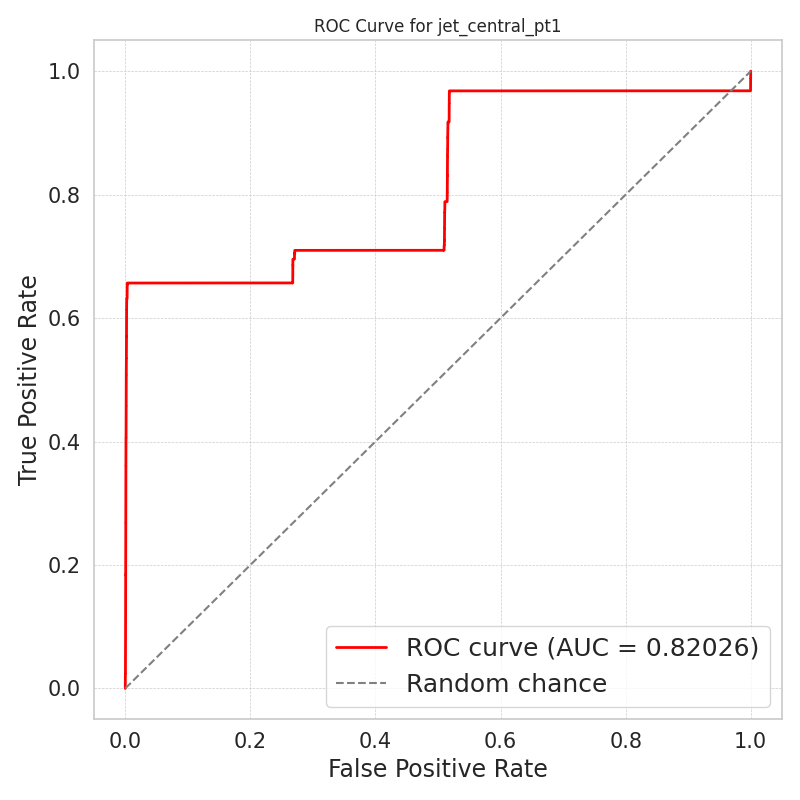 ROC Curve for jet_central_pt1
True Positive Rate
1.0
0.8
0.6
0.4
0.2
0.0
ROC curve (AUC = 0.82026)
Random chance
0.0 0.2 0.4 0.6 0.8 1.0
False Positive Rate